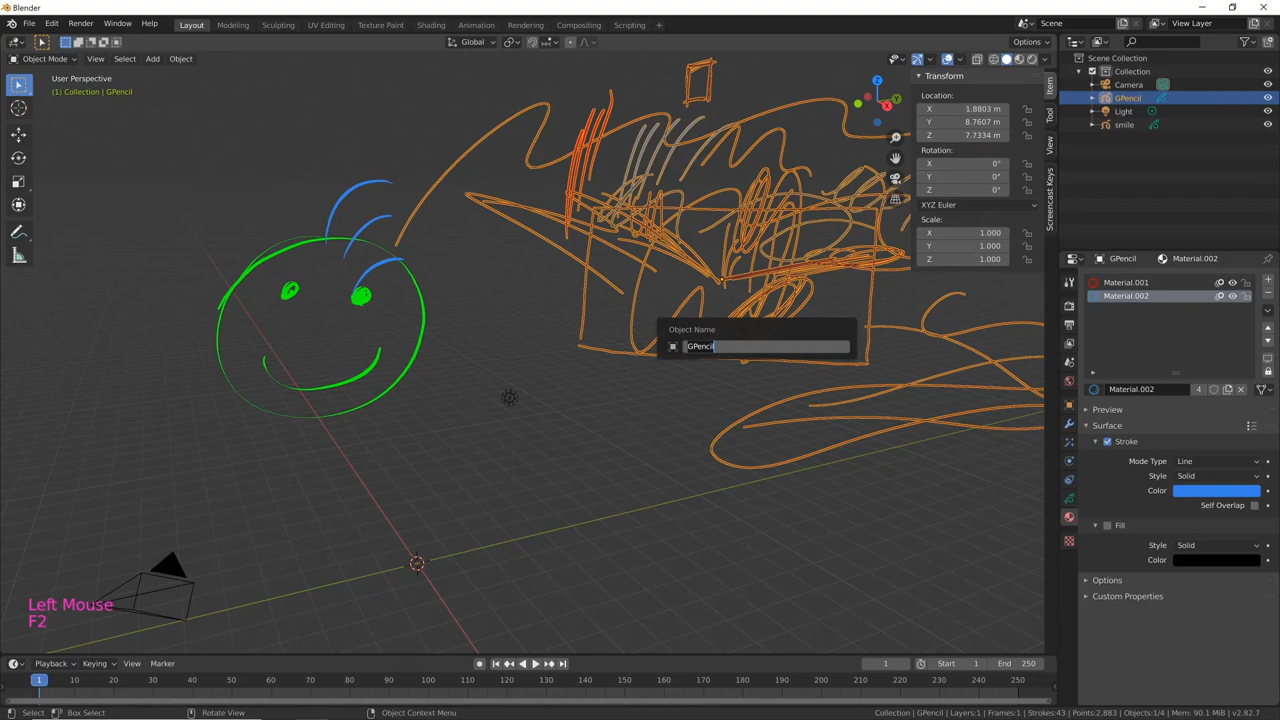 Blender
File Edit Render Window Help Layout Modeling Sculpting UV Editing Texture Paint Shading Animation Rendering Compositing Scripting + Scene View Layer
Global Options
Object Mode View Select Add Object
User Perspective
(1) Collection | GPencil
Z
Y
X
Transform
Location:
X 1.8803 m
Y 8.7607 m
Z 7.7334 m
Rotation:
X 0°
Y 0°
Z 0°
XYZ Euler
Scale:
X 1.000
Y 1.000
Z 1.000
Item
Tool
View
Screencast Keys
Scene Collection
Collection
Camera
GPencil
Light
smile
GPencil Material.002
Material.001
Material.002
Material.002 4
Preview
Surface
Stroke
Mode Type Line
Style Solid
Color
Self Overlap
Fill
Style Solid
Color
Options
Custom Properties
Object Name
GPencil
Left Mouse
F2
Playback Keying View Marker 1 Start 1 End 250
1 10 20 30 40 50 60 70 80 90 100 110 120 130 140 150 160 170 180 190 200 210 220 230 240 250
Select Box Select Rotate View Object Context Menu Collection | GPencil | Layers:1 | Frames:1 | Strokes:43 | Points:2,883 | Objects:1/4 | Mem: 90.1 MiB | v2.82.7